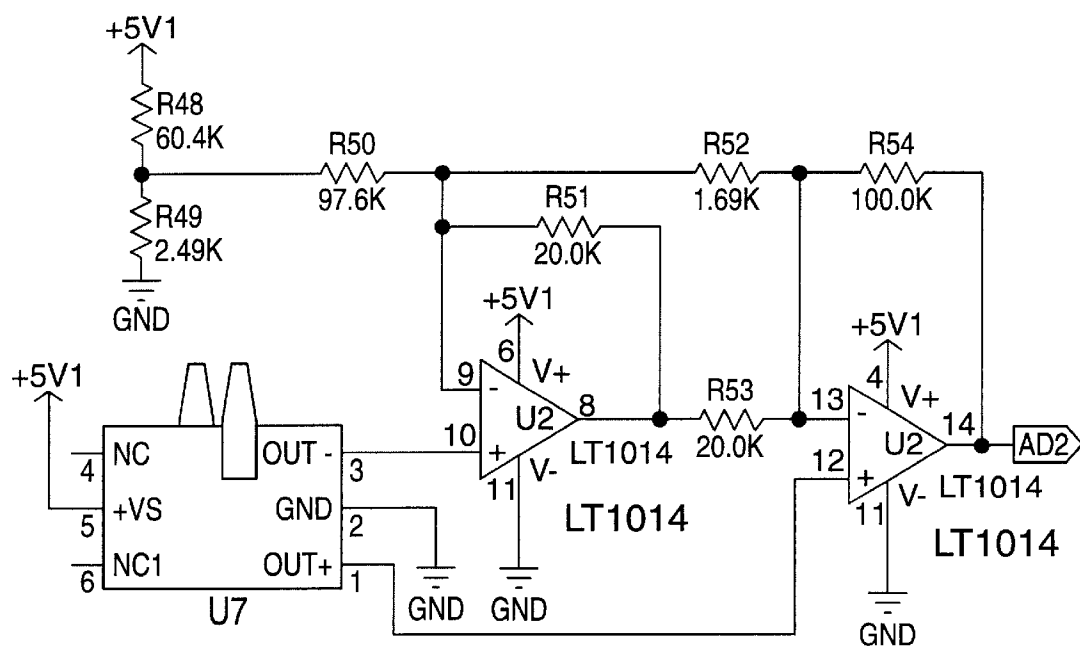 +5V1
R48
60.4K
R49
2.49K
GND
R50
97.6K
R52
1.69K
R54
100.0K
R51
20.0K
+5V1
6
V+
9
-
U2
8
10
+
V-
11
LT1014
LT1014
GND
R53
20.0K
+5V1
4
V+
13
-
U2
14
12
+
V-
11
LT1014
LT1014
GND
AD2
+5V1
4
NC
OUT -
3
5
+VS
GND
2
6
NC1
OUT+
1
U7
GND